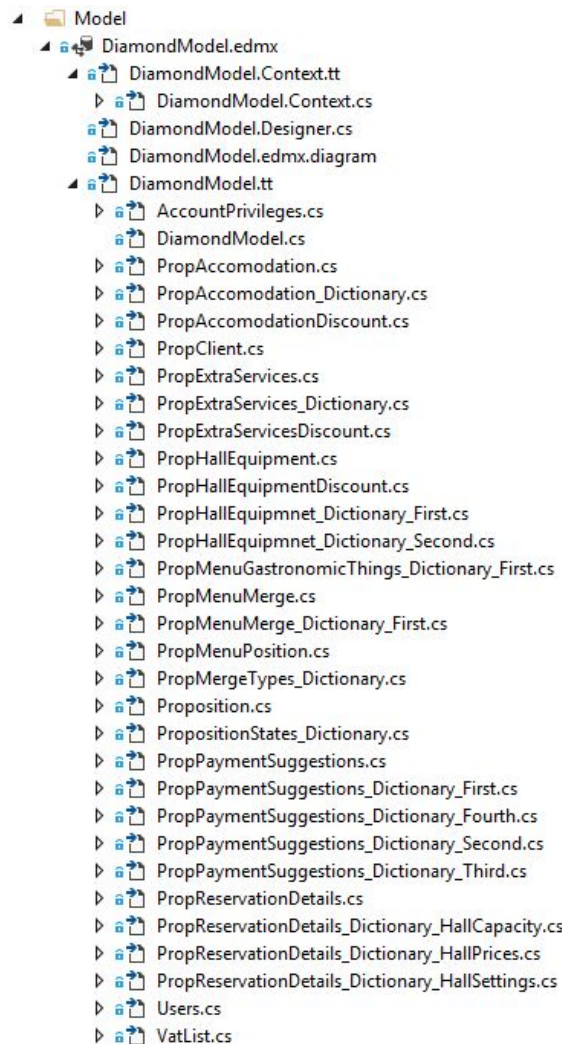 Model
DiamondModel.edmx
DiamondModel.Context.tt
DiamondModel.Context.cs
DiamondModel.Designer.cs
DiamondModel.edmx.diagram
DiamondModel.tt
AccountPrivileges.cs
DiamondModel.cs
PropAccomodation.cs
PropAccomodation_Dictionary.cs
PropAccomodationDiscount.cs
PropClient.cs
PropExtraServices.cs
PropExtraServices_Dictionary.cs
PropExtraServicesDiscount.cs
PropHallEquipment.cs
PropHallEquipmentDiscount.cs
PropHallEquipmnet_Dictionary_First.cs
PropHallEquipmnet_Dictionary_Second.cs
PropMenuGastronomicThings_Dictionary_First.cs
PropMenuMerge.cs
PropMenuMerge_Dictionary_First.cs
PropMenuPosition.cs
PropMergeTypes_Dictionary.cs
Proposition.cs
PropositionStates_Dictionary.cs
PropPaymentSuggestions.cs
PropPaymentSuggestions_Dictionary_First.cs
PropPaymentSuggestions_Dictionary_Fourth.cs
PropPaymentSuggestions_Dictionary_Second.cs
PropPaymentSuggestions_Dictionary_Third.cs
PropReservationDetails.cs
PropReservationDetails_Dictionary_HallCapacity.cs
PropReservationDetails_Dictionary_HallPrices.cs
PropReservationDetails_Dictionary_HallSettings.cs
Users.cs
VatList.cs